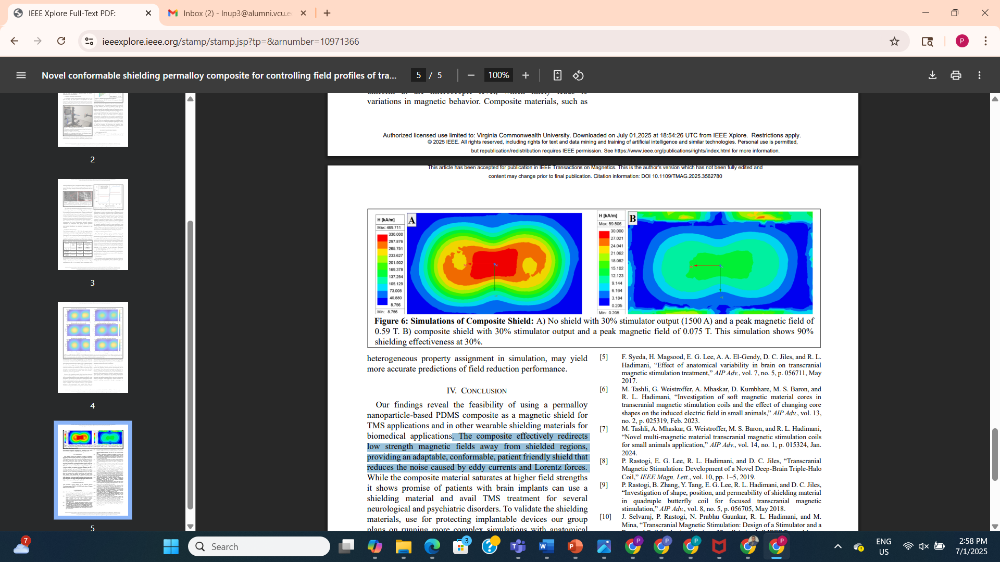 IEEE Xplore Full-Text PDF:
Inbox (2) - lnup3@alumni.vcu.e
ieeexplore.ieee.org/stamp/stamp.jsp?tp=&arnumber=10971366
P
Novel conformable shielding permalloy composite for controlling field profiles of tra...
5 / 5
100%
2
3
4
5
variations in magnetic behavior. Composite materials, such as
Authorized licensed use limited to: Virginia Commonwealth University. Downloaded on July 01,2025 at 18:54:26 UTC from IEEE Xplore. Restrictions apply.
© 2025 IEEE. All rights reserved, including rights for text and data mining and training of artificial intelligence and similar technologies. Personal use is permitted,
but republication/redistribution requires IEEE permission. See https://www.ieee.org/publications/rights/index.html for more information.
This article has been accepted for publication in IEEE Transactions on Magnetics. This is the author's version which has not been fully edited and
content may change prior to final publication. Citation information: DOI 10.1109/TMAG.2025.3562780
H [kA/m]
Max: 469.711
330.000
297.876
265.751
233.627
201.502
169.378
137.254
105.129
73.005
40.880
8.756
Min: 8.756
A
H [kA/m]
Max: 59.506
30.000
27.021
24.041
21.062
18.082
15.102
12.123
9.144
6.164
3.184
0.205
Min: 0.205
B
Figure 6: Simulations of Composite Shield: A) No shield with 30% stimulator output (1500 A) and a peak magnetic field of
0.59 T. B) composite shield with 30% stimulator output and a peak magnetic field of 0.075 T. This simulation shows 90%
shielding effectiveness at 30%.
heterogeneous property assignment in simulation, may yield
more accurate predictions of field reduction performance.
IV. CONCLUSION
Our findings reveal the feasibility of using a permalloy
nanoparticle-based PDMS composite as a magnetic shield for
TMS applications and in other wearable shielding materials for
biomedical applications. The composite effectively redirects
low strength magnetic fields away from shielded regions,
providing an adaptable, conformable, patient friendly shield that
reduces the noise caused by eddy currents and Lorentz forces.
While the composite material saturates at higher field strengths
it shows promise of patients with brain implants can use a
shielding material and avail TMS treatment for several
neurological and psychiatric disorders. To validate the shielding
materials, use for protecting implantable devices our group
plans on running more complex simulations with anatomical
[5] F. Syeda, H. Magsood, E. G. Lee, A. A. El-Gendy, D. C. Jiles, and R. L.
Hadimani, “Effect of anatomical variability in brain on transcranial
magnetic stimulation treatment,” AIP Adv., vol. 7, no. 5, p. 056711, May
2017.
[6] M. Tashli, G. Weistroffer, A. Mhaskar, D. Kumbhare, M. S. Baron, and
R. L. Hadimani, “Investigation of soft magnetic material cores in
transcranial magnetic stimulation coils and the effect of changing core
shapes on the induced electric field in small animals,” AIP Adv., vol. 13,
no. 2, p. 025319, Feb. 2023.
[7] M. Tashli, A. Mhaskar, G. Weistroffer, M. S. Baron, and R. L. Hadimani,
“Novel multi-magnetic material transcranial magnetic stimulation coils
for small animals application,” AIP Adv., vol. 14, no. 1, p. 015324, Jan.
2024.
[8] P. Rastogi, E. G. Lee, R. L. Hadimani, and D. C. Jiles, “Transcranial
Magnetic Stimulation: Development of a Novel Deep-Brain Triple-Halo
Coil,” IEEE Magn. Lett., vol. 10, pp. 1–5, 2019.
[9] P. Rastogi, B. Zhang, Y. Tang, E. G. Lee, R. L. Hadimani, and D. C. Jiles,
“Investigation of shape, position, and permeability of shielding material
in quadruple butterfly coil for focused transcranial magnetic
stimulation,” AIP Adv., vol. 8, no. 5, p. 056705, May 2018.
[10] J. Selvaraj, P. Rastogi, N. Prabhu Gaunkar, R. L. Hadimani, and M.
Mina, “Transcranial Magnetic Stimulation: Design of a Stimulator and a
7
Search
3
ENG
US
2:58 PM
7/1/2025